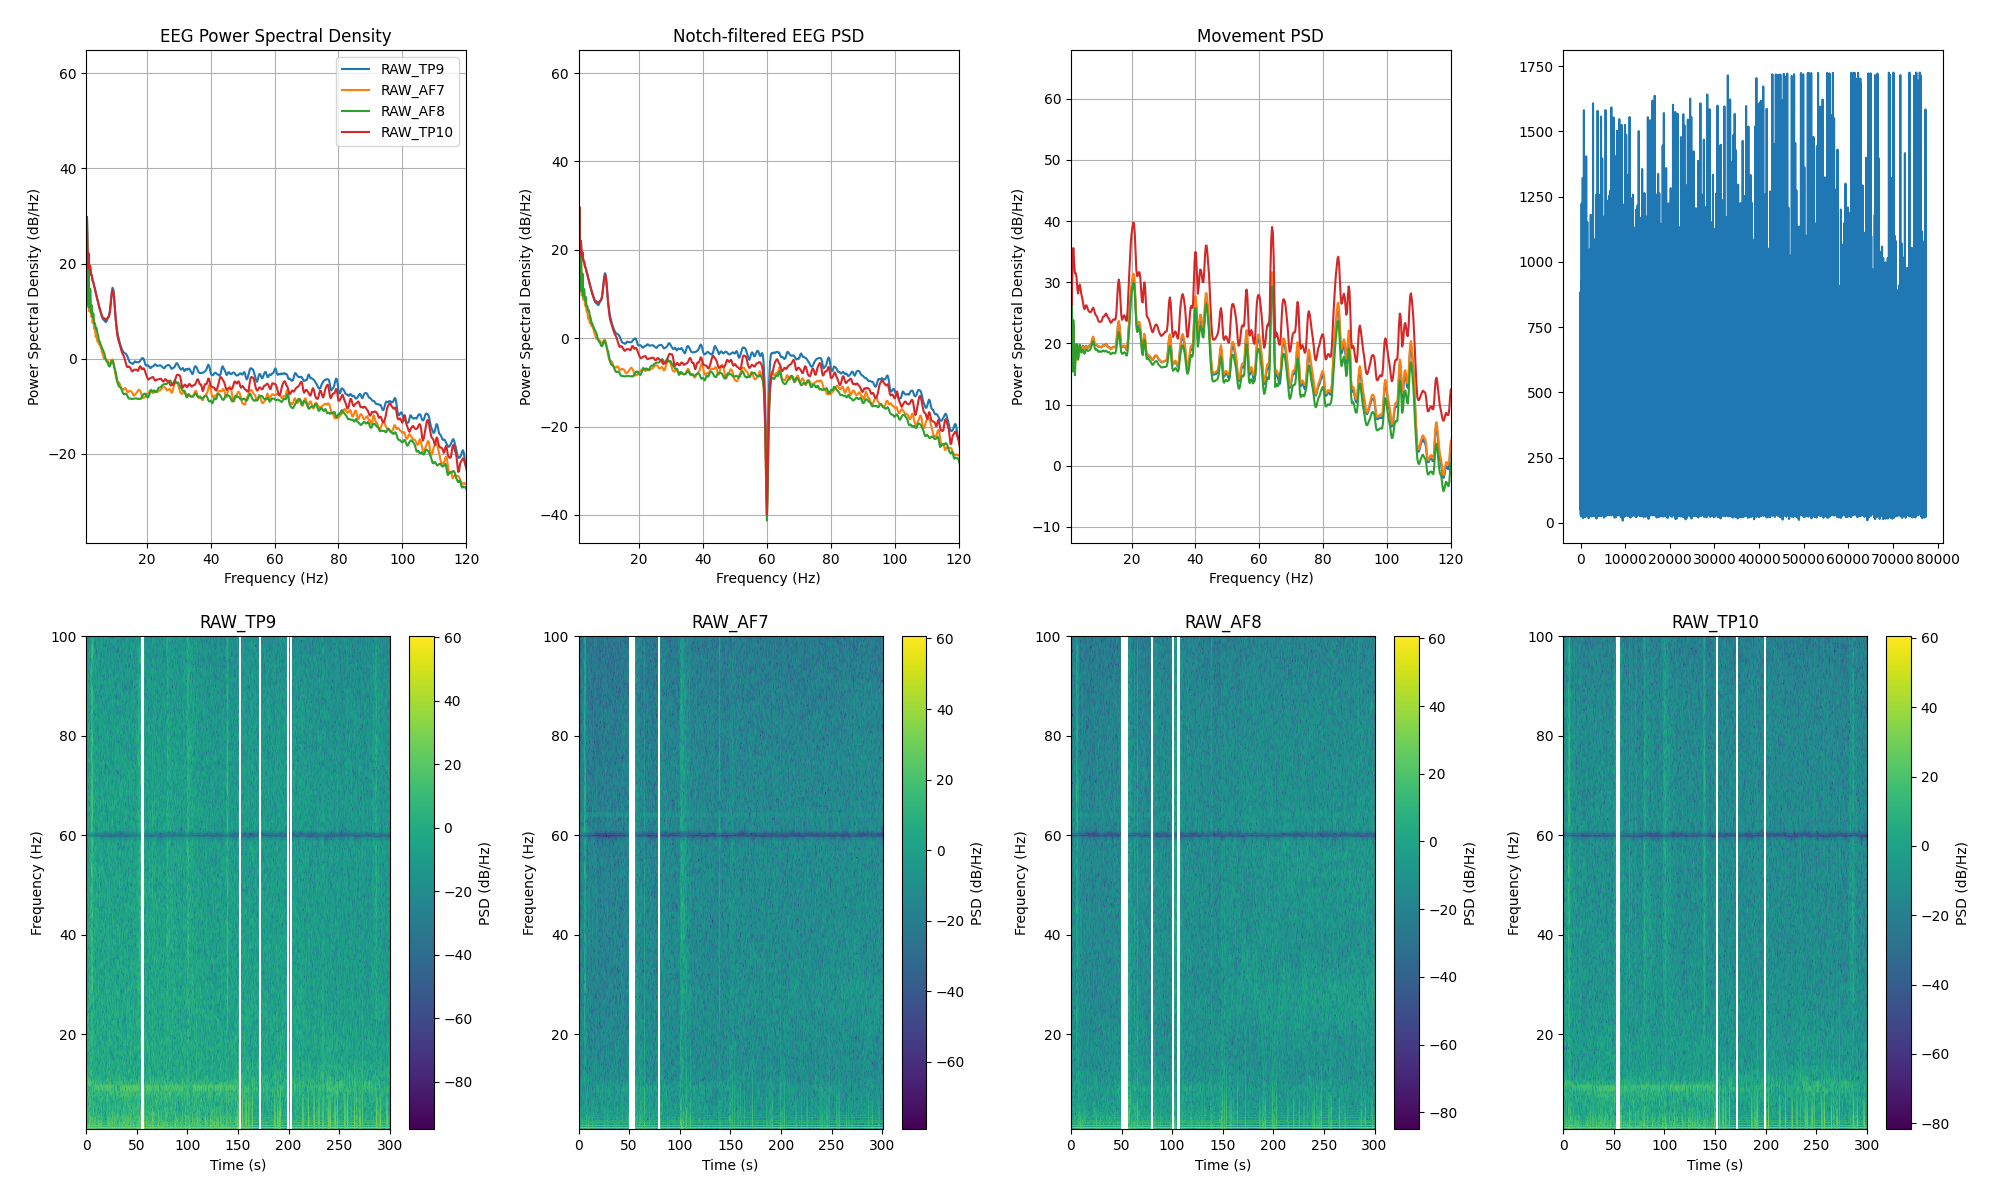 EEG Power Spectral Density
Power Spectral Density (dB/Hz)
60
40
20
0
−20
RAW_TP9
RAW_AF7
RAW_AF8
RAW_TP10
20 40 60 80 100 120
Frequency (Hz)
Notch-filtered EEG PSD
Power Spectral Density (dB/Hz)
60
40
20
0
−20
−40
20 40 60 80 100 120
Frequency (Hz)
Movement PSD
Power Spectral Density (dB/Hz)
60
50
40
30
20
10
0
−10
20 40 60 80 100 120
Frequency (Hz)
1750
1500
1250
1000
750
500
250
0
0 10000 20000 30000 40000 50000 60000 70000 80000
RAW_TP9
Frequency (Hz)
100
80
60
40
20
0 50 100 150 200 250 300
Time (s)
60
40
20
0
−20
−40
−60
−80
PSD (dB/Hz)
RAW_AF7
Frequency (Hz)
100
80
60
40
20
0 50 100 150 200 250 300
Time (s)
60
40
20
0
−20
−40
−60
PSD (dB/Hz)
RAW_AF8
Frequency (Hz)
100
80
60
40
20
0 50 100 150 200 250 300
Time (s)
60
40
20
0
−20
−40
−60
−80
PSD (dB/Hz)
RAW_TP10
Frequency (Hz)
100
80
60
40
20
0 50 100 150 200 250 300
Time (s)
60
40
20
0
−20
−40
−60
−80
PSD (dB/Hz)